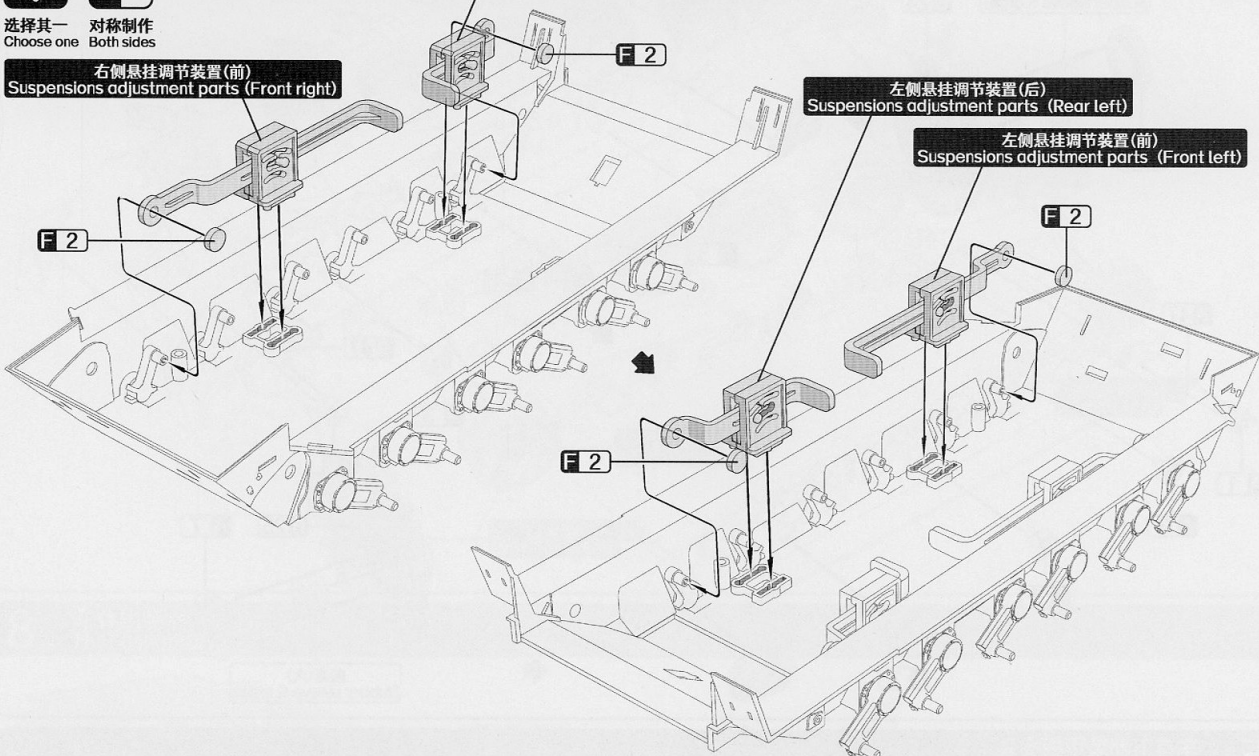 选择其一
Choose one
对称制作
Both sides
右侧悬挂调节装置(前)
Suspensions adjustment parts (Front right)
F 2
F 2
左侧悬挂调节装置(后)
Suspensions adjustment parts (Rear left)
左侧悬挂调节装置(前)
Suspensions adjustment parts (Front left)
F 2
F 2